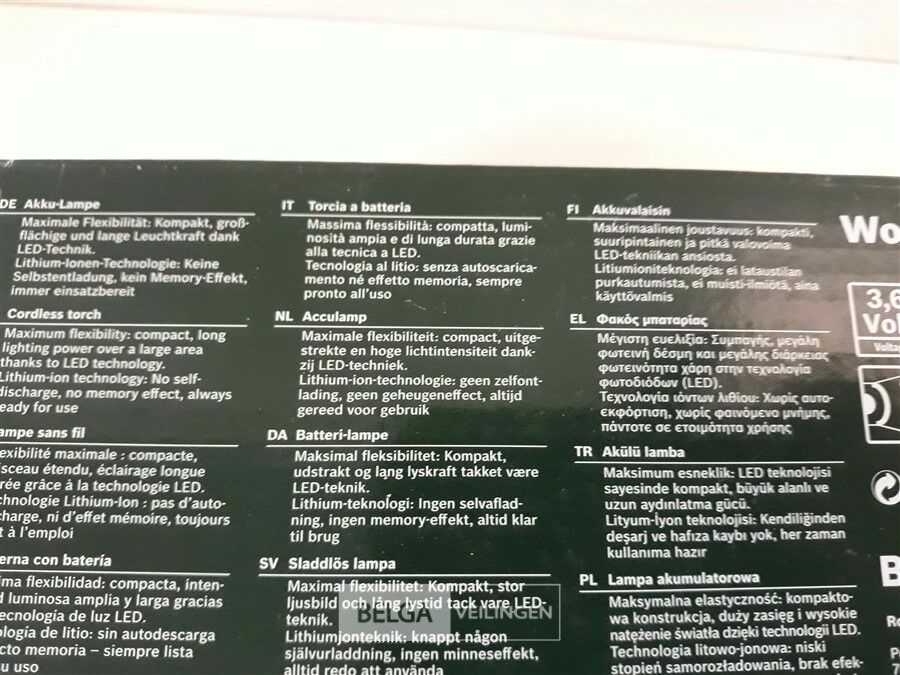 DE Akku-Lampe
Maximale Flexibilität: Kompakt, groß-
flächige und lange Leuchtkraft dank
LED-Technik.
Lithium-Ionen-Technologie: Keine
Selbstentladung, kein Memory-Effekt,
immer einsatzbereit
Cordless torch
Maximum flexibility: compact, long
lighting power over a large area
thanks to LED technology.
Lithium-ion technology: No self-
discharge, no memory effect, always
eady for use
ampe sans fil
exibilité maximale : compacte,
isceau étendu, éclairage longue
rée grâce à la technologie LED.
chnologie Lithium-Ion : pas d'auto-
charge, ni d'effet mémoire, toujours
t à l'emploi
erna con batería
ima flexibilidad: compacta, inten-
d luminosa amplia y larga gracias
ecnología de luz LED.
ología de litio: sin autodescarga
cto memoria – siempre lista
u uso
IT Torcia a batteria
Massima flessibilità: compatta, lumi-
nosità ampia e di lunga durata grazie
alla tecnica a LED.
Tecnologia al litio: senza autoscarica-
mento né effetto memoria, sempre
pronto all'uso
NL Acculamp
Maximale flexibiliteit: compact, uitge-
strekte en hoge lichtintensiteit dank-
zij LED-techniek.
Lithium-ion-technologie: geen zelfont-
lading, geen geheugeneffect, altijd
gereed voor gebruik
DA Batteri-lampe
Maksimal fleksibilitet: Kompakt,
udstrakt og lang lyskraft takket være
LED-teknik.
Lithium-teknologi: Ingen selvaflad-
ning, ingen memory-effekt, altid klar
til brug
SV Sladdlös lampa
Maximal flexibilitet: Kompakt, stor
ljusbild och lång lystid tack vare LED-
teknik.
Lithiumjonteknik: knappt någon
självurladdning, ingen minneseffekt,
alltid redo att använda
FI Akkuvalaisin
Maksimaalinen joustavuus: kompakti,
suuripintainen ja pitkä valovoima
LED-tekniikan ansiosta.
Litiumioniteknologia: ei lataustilan
purkautumista, ei muisti-ilmiötä, aina
käyttövalmis
EL Φακός μπαταρίας
Μέγιστη ευελιξία: Συμπαγής, μεγάλη
φωτεινή δέσμη και μεγάλης διάρκειας
φωτεινότητα χάρη στην τεχνολογία
φωτοδιόδων (LED).
Τεχνολογία ιόντων λιθίου: Χωρίς αυτο-
εκφόρτιση, χωρίς φαινόμενο μνήμης,
πάντοτε σε ετοιμότητα χρήσης
TR Akülü lamba
Maksimum esneklik: LED teknolojisi
sayesinde kompakt, büyük alanlı ve
uzun aydınlatma gücü.
Lityum-İyon teknolojisi: Kendiliğinden
deşarj ve hafıza kaybı yok, her zaman
kullanıma hazır
PL Lampa akumulatorowa
Maksymalna elastyczność: kompakto-
wa konstrukcja, duży zasięg i wysokie
natężenie światła dzięki technologii LED.
Technologia litowo-jonowa: niski
stopień samorozładowania, brak efek-
Wo
3,6
Vol
Volta
B
Ro
Po
7
BELGA VEILINGEN